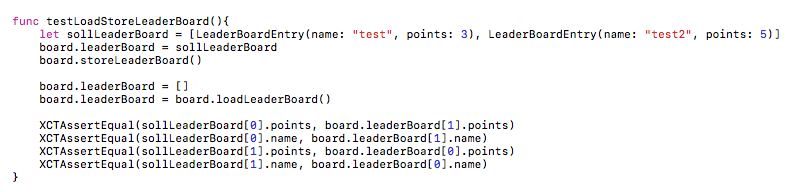 func testLoadStoreLeaderBoard(){
    let sollLeaderBoard = [LeaderBoardEntry(name: "test", points: 3), LeaderBoardEntry(name: "test2", points: 5)]
    board.leaderBoard = sollLeaderBoard
    board.storeLeaderBoard()

    board.leaderBoard = []
    board.leaderBoard = board.loadLeaderBoard()

    XCTAssertEqual(sollLeaderBoard[0].points, board.leaderBoard[1].points)
    XCTAssertEqual(sollLeaderBoard[0].name, board.leaderBoard[1].name)
    XCTAssertEqual(sollLeaderBoard[1].points, board.leaderBoard[0].points)
    XCTAssertEqual(sollLeaderBoard[1].name, board.leaderBoard[0].name)
}